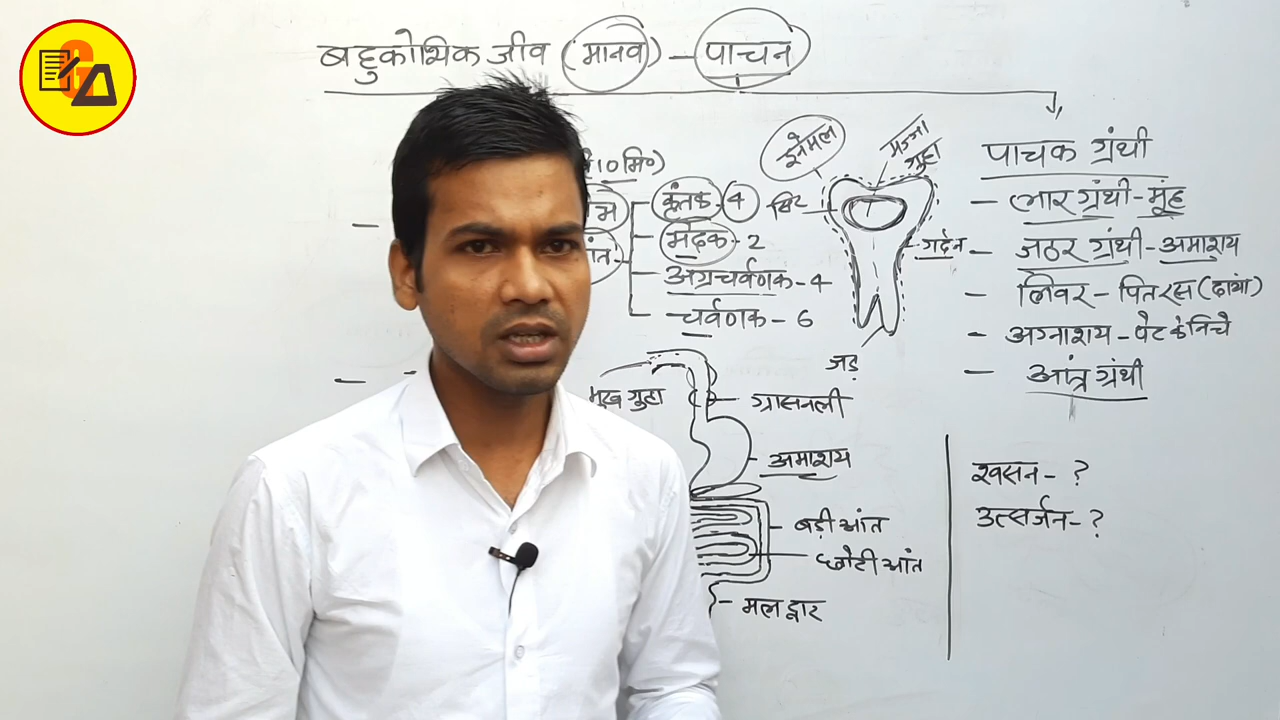 बहुकोशिक जीव (मानव) – पाचन
10 मि०)
कृंतक - 4
भेदक - 2
अग्रचर्वणक - 4
चर्वणक - 6
इनेमल
मज्जा गुहा
गर्दन
जड़
मुख गुहा
ग्रासनली
अमाशय
बड़ी आंत
छोटी आंत
मल द्वार
पाचक ग्रंथी
– लार ग्रंथी - मुंह
– जठर ग्रंथी - अमाशय
– लिवर - पितरस (दांया)
– अग्नाशय - पेट के निचे
– आंत्र ग्रंथी
श्वसन - ?
उत्सर्जन - ?